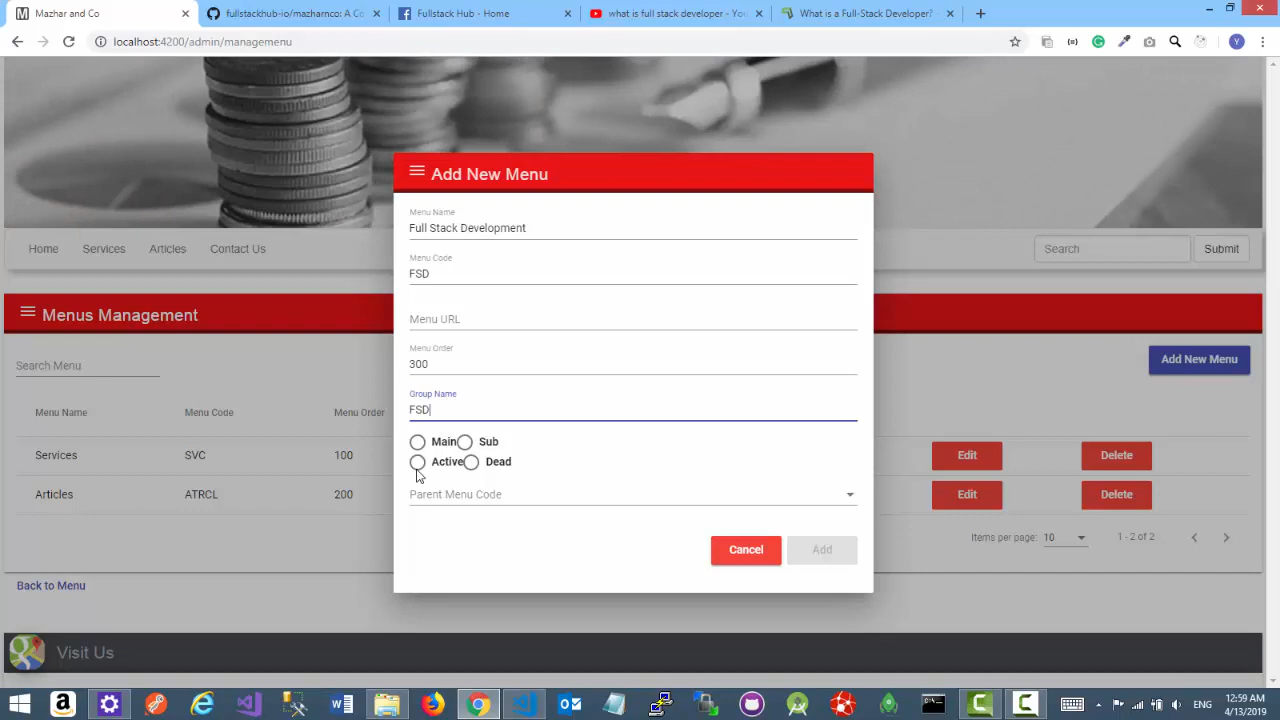 Mazhar and Co
fullstackhub-io/mazharnco: A Co
Fullstack Hub - Home
what is full stack developer - You
What is a Full-Stack Developer?
localhost:4200/admin/managemenu
Y
Add New Menu
Menu Name
Full Stack Development
Home Services Articles Contact Us
Search
Submit
Menu Code
FSD
Menus Management
Menu URL
Menu Order
300
Search Menu
Add New Menu
Group Name
FSD
Menu Name Menu Code Menu Order
Main Sub
Active Dead
Services SVC 100 Edit Delete
Articles ATRCL 200 Edit Delete
Parent Menu Code
Items per page: 10 1 - 2 of 2
Cancel Add
Back to Menu
Visit Us
12:59 AM
ENG
4/13/2019